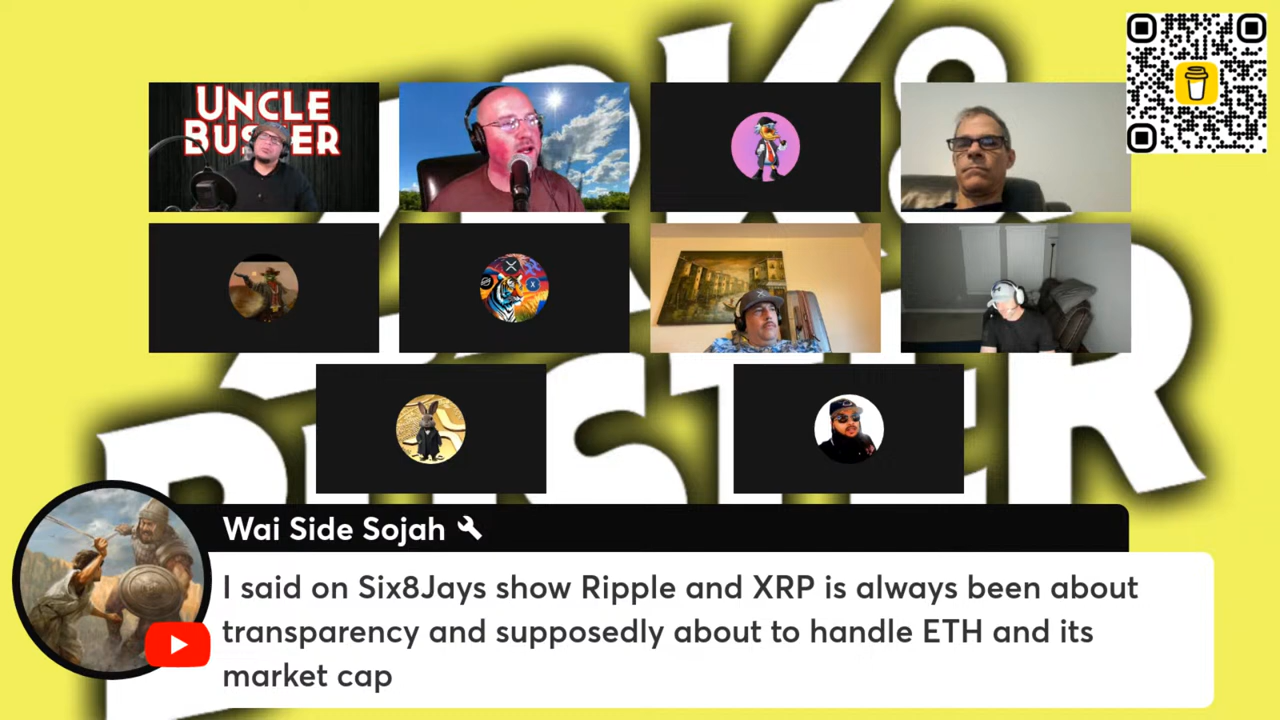 UNCLE
BUSTER
Wai Side Sojah
I said on Six8Jays show Ripple and XRP is always been about
transparency and supposedly about to handle ETH and its
market cap